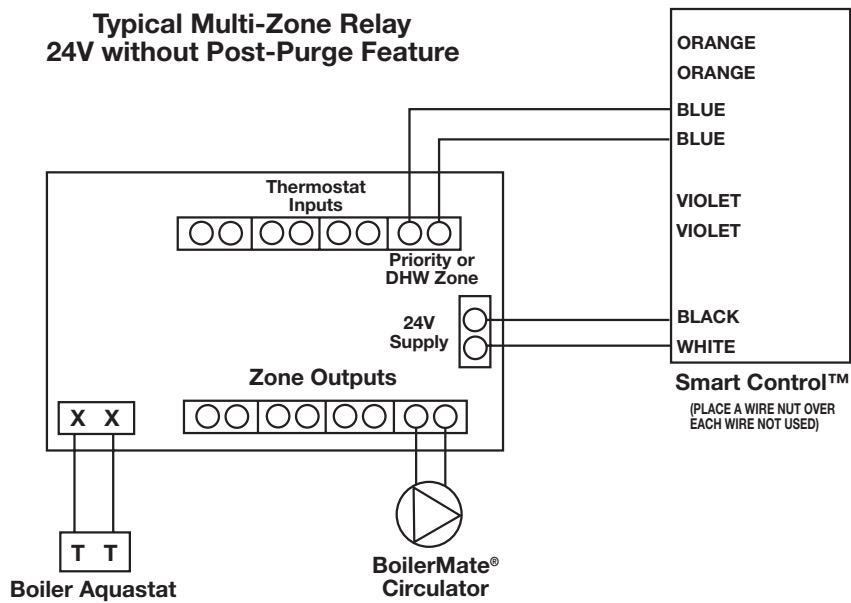 Typical Multi-Zone Relay
24V without Post-Purge Feature
ORANGE
ORANGE
BLUE
BLUE
VIOLET
VIOLET
BLACK
WHITE
Smart Control™
(PLACE A WIRE NUT OVER
EACH WIRE NOT USED)
Thermostat
Inputs
Priority or
DHW Zone
24V
Supply
Zone Outputs
X X
T T
Boiler Aquastat
BoilerMate®
Circulator